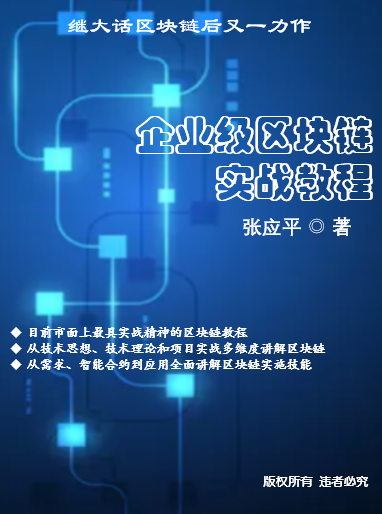 继大话区块链后又一力作
企业级区块链
实战教程
张应平 ◎ 著
◆ 目前市面上最具实战精神的区块链教程
◆ 从技术思想、技术理论和项目实战多维度讲解区块链
◆ 从需求、智能合约到应用全面讲解区块链实施技能
版权所有 违者必究